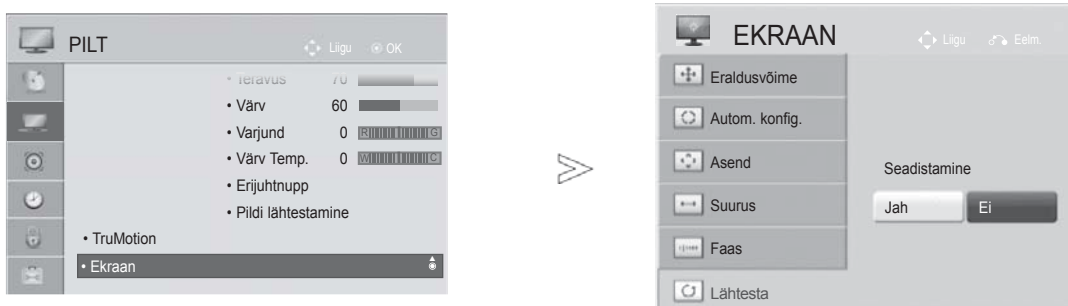 PILT
Liigu OK
• Teravus 70
• Värv 60
• Varjund 0 R G
• Värv Temp. 0 W C
• Erijuhtnupp
• Pildi lähtestamine
• TruMotion
• Ekraan
EKRAAN
Liigu Eelm.
Eraldusvõime
Autom. konfig.
Asend
Suurus
Faas
Lähtesta
Seadistamine
Jah Ei